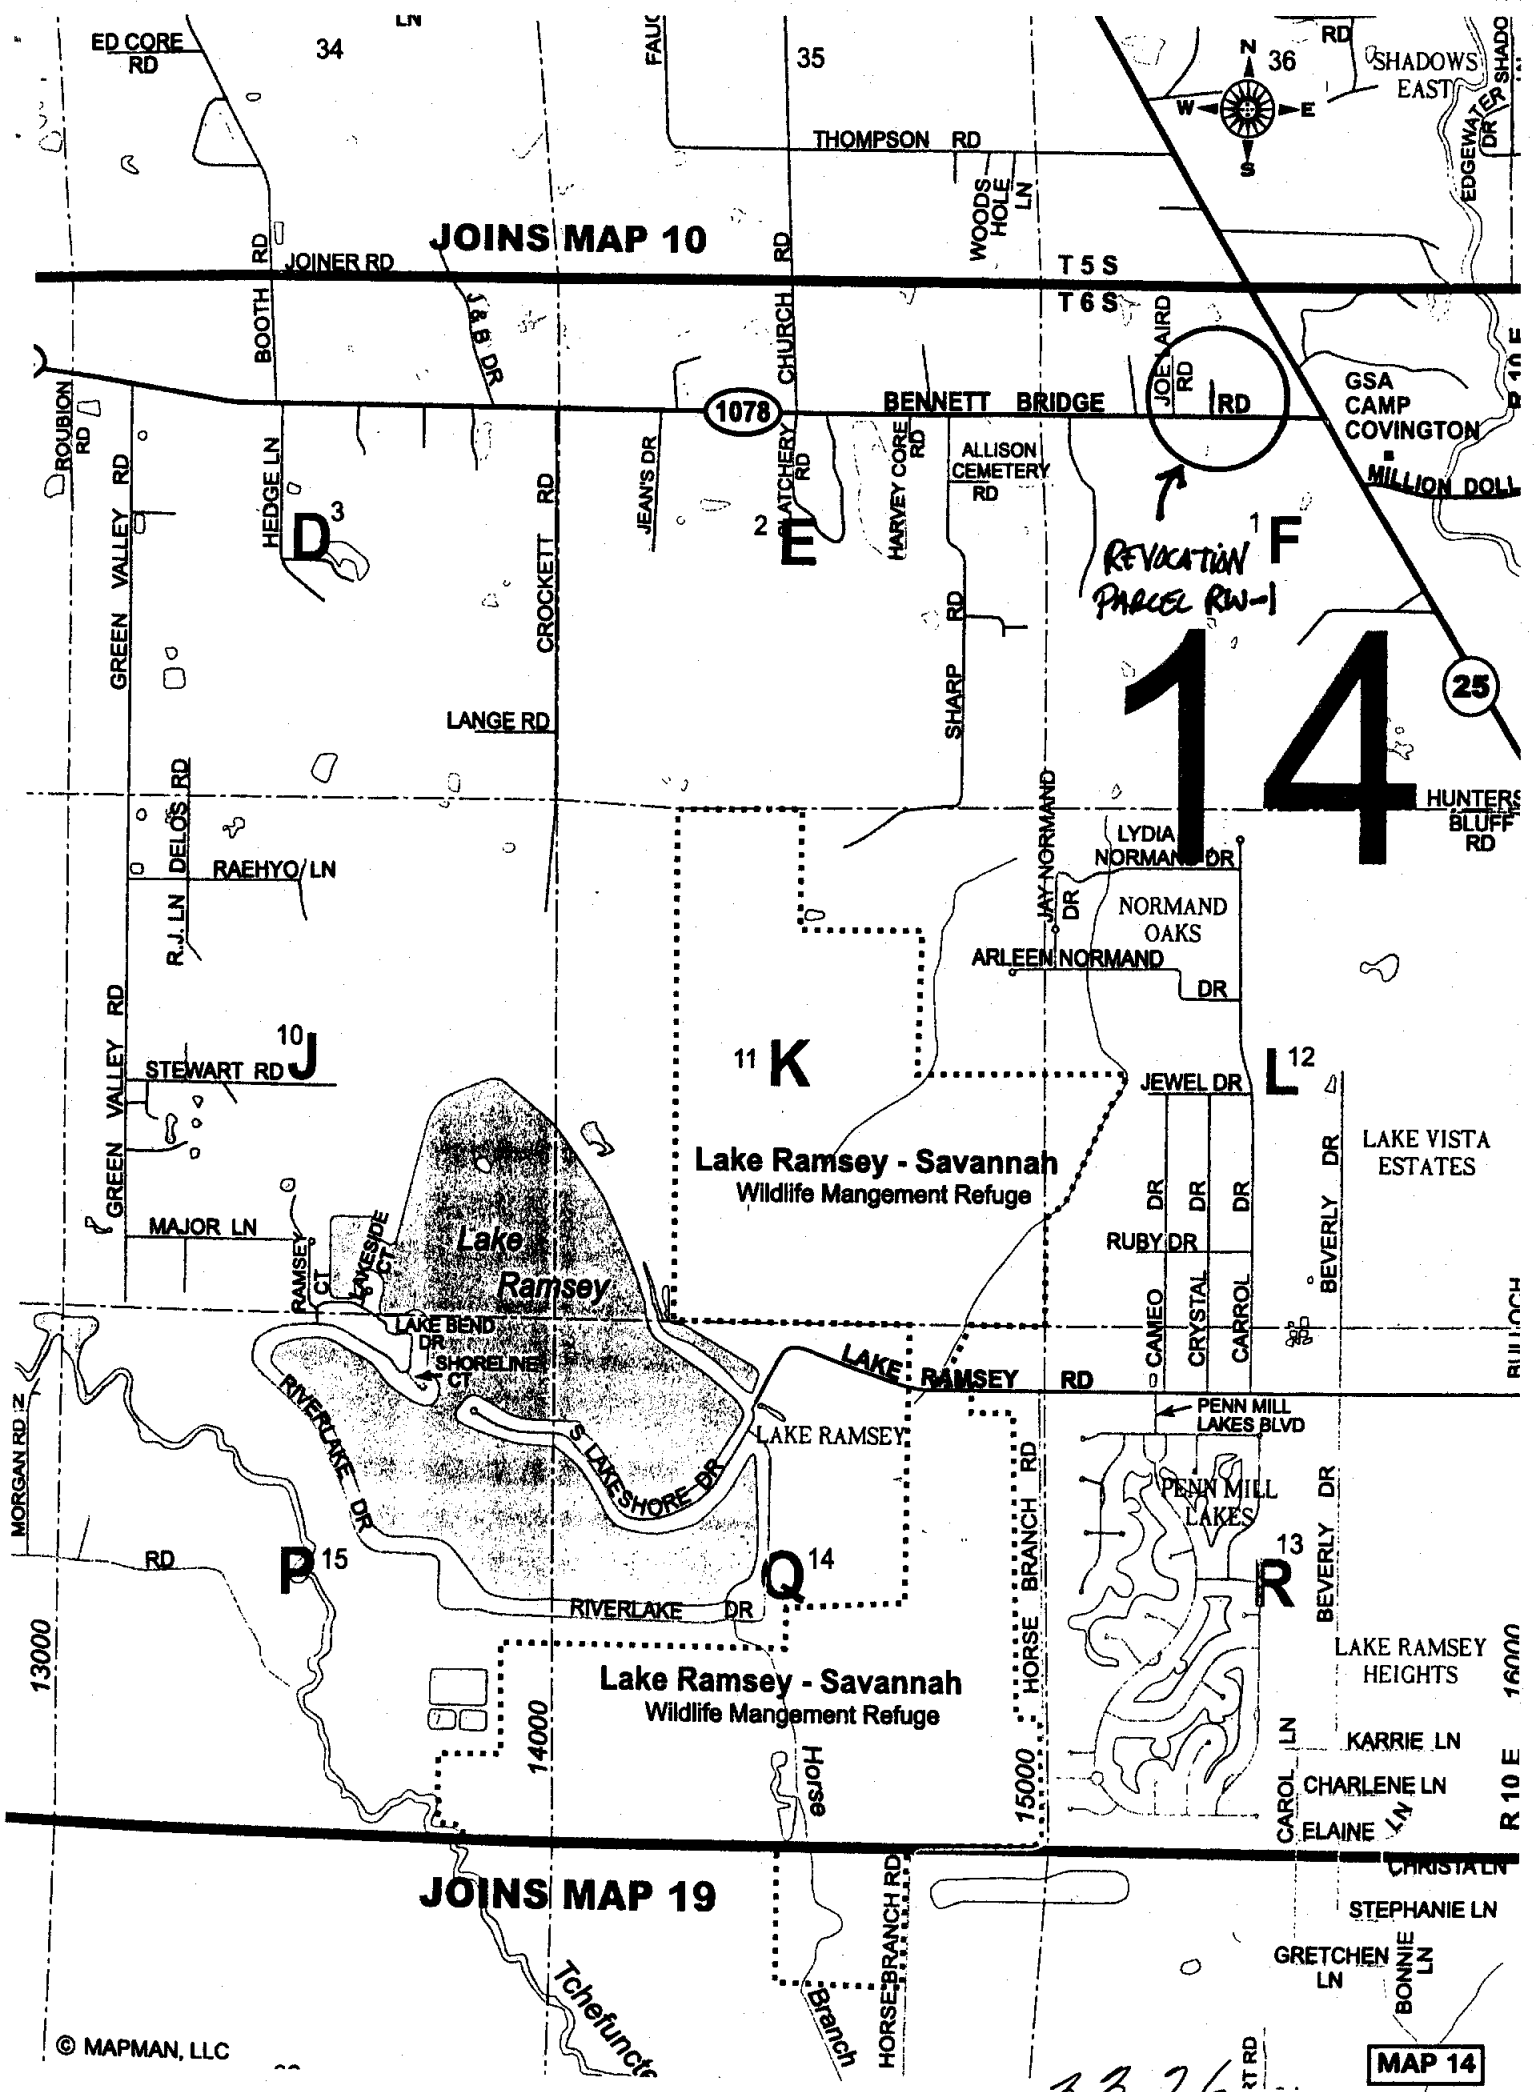 LN
ED CORE
RD
34
FAUC
35
N
36
RD
SHADOWS
EAST
W
E
S
EDGEWATER
DR
SHADO
THOMPSON RD
WOODS
HOLE
LN
JOINS MAP 10
RD
JOINER RD
RD
T 5 S
T 6 S
BOOTH
J & B DR
CHURCH
JOE LAIRD
RD
R 10 E
GSA
CAMP
COVINGTON
MILLION DOLL
1078
BENNETT BRIDGE RD
ROUBION
RD
HEDGE LN
JEAN'S DR
RD
HARVEY CORE
RD
ALLISON
CEMETERY
RD
GREEN VALLEY RD
D
3
CROCKETT RD
2
E
1
F
REVOCATION
PARCEL RW-1
SHARP RD
14
25
LANGE RD
HUNTERS
BLUFF
RD
R.J. LN
DELOS RD
RAEHYO LN
JAY NORMAND
DR
LYDIA
NORMAND DR
NORMAND
OAKS
ARLEEN NORMAND
DR
GREEN VALLEY RD
10
J
STEWART RD
11
K
JEWEL DR
L
12
LAKE VISTA
ESTATES
Lake Ramsey - Savannah
Wildlife Mangement Refuge
BEVERLY DR
MAJOR LN
RAMSEY
CT
LAKESIDE
CT
Lake
Ramsey
RUBY DR
CAMEO DR
CRYSTAL DR
CAROL DR
LAKE BEND
DR
SHORELINE
CT
LAKE RAMSEY RD
BULLOCH
MORGAN RD N
RIVERLAKE DR
S LAKESHORE DR
LAKE RAMSEY
PENN MILL
LAKES BLVD
PENN MILL
LAKES
HORSE BRANCH RD
BEVERLY DR
RD
P
15
Q
14
R
13
RIVERLAKE DR
13000
14000
15000
16000
Lake Ramsey - Savannah
Wildlife Mangement Refuge
LAKE RAMSEY
HEIGHTS
Horse
CAROL LN
KARRIE LN
CHARLENE LN
ELAINE LN
R 10 E
CHRISTA LN
JOINS MAP 19
STEPHANIE LN
HORSE BRANCH RD
GRETCHEN
LN
BONNIE
LN
Tchefuncte
Branch
© MAPMAN, LLC
RT RD
MAP 14